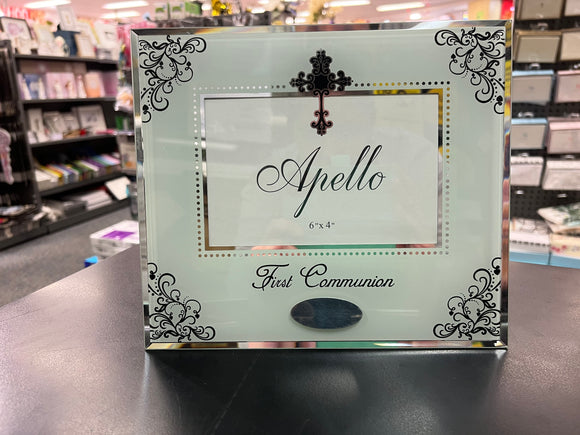 Apello
6"x 4"
First Communion